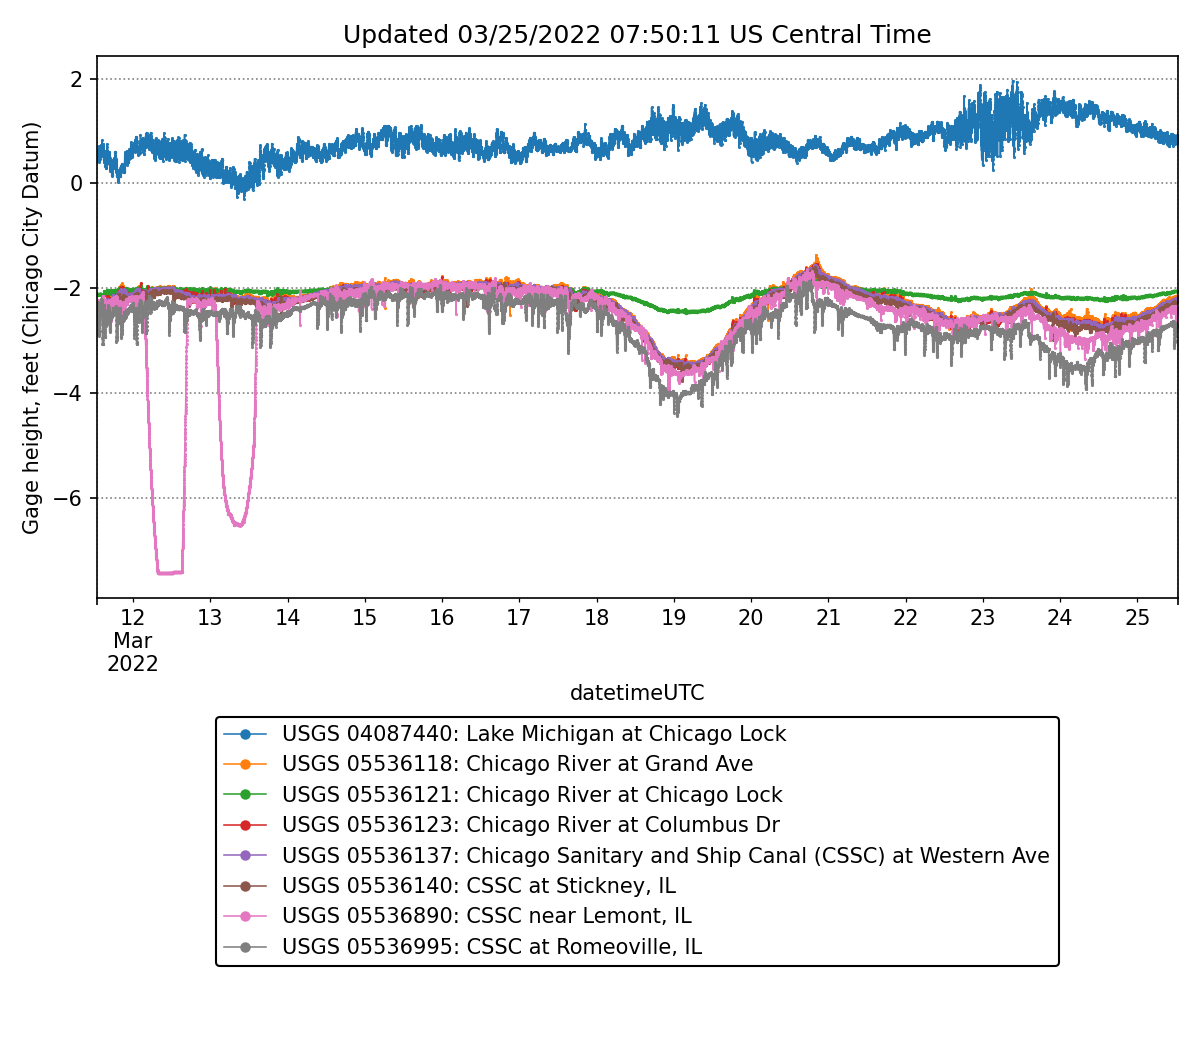 Updated 03/25/2022 07:50:11 US Central Time
Gage height, feet (Chicago City Datum)
2
0
−2
−4
−6
12 13 14 15 16 17 18 19 20 21 22 23 24 25
Mar
2022
datetimeUTC
USGS 04087440: Lake Michigan at Chicago Lock
USGS 05536118: Chicago River at Grand Ave
USGS 05536121: Chicago River at Chicago Lock
USGS 05536123: Chicago River at Columbus Dr
USGS 05536137: Chicago Sanitary and Ship Canal (CSSC) at Western Ave
USGS 05536140: CSSC at Stickney, IL
USGS 05536890: CSSC near Lemont, IL
USGS 05536995: CSSC at Romeoville, IL